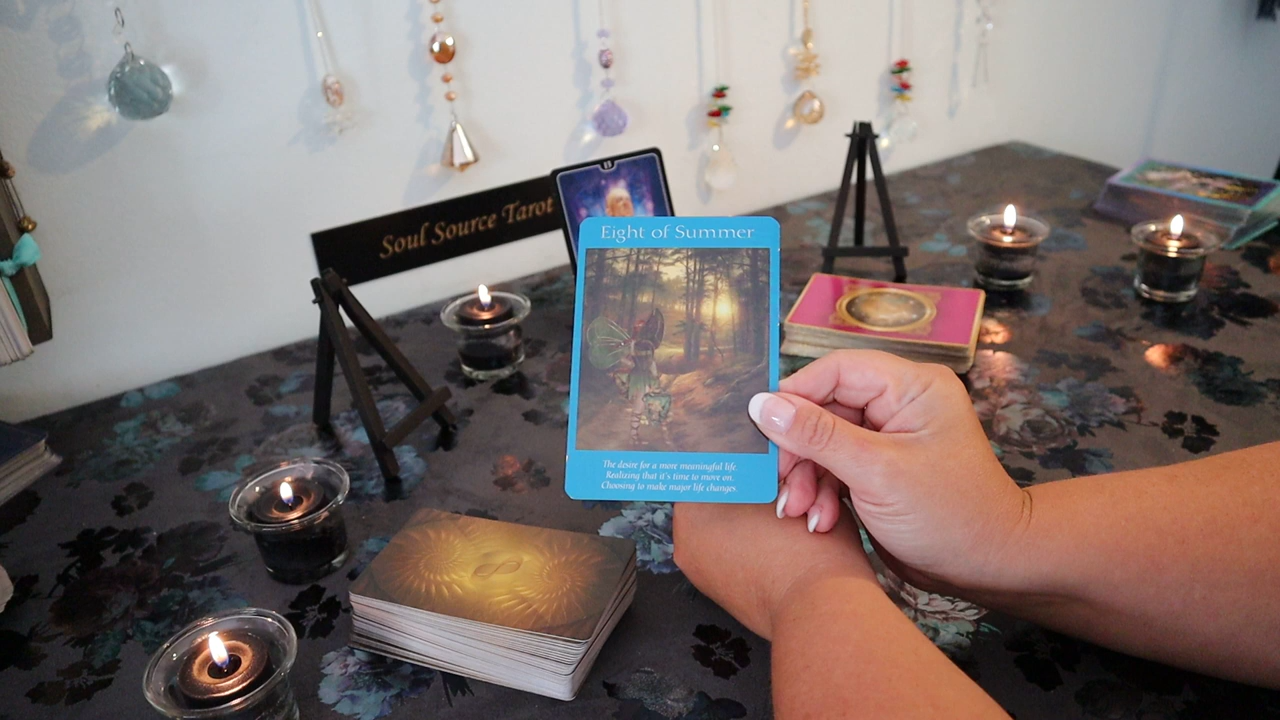 Soul Source Tarot
Eight of Summer
The desire for a more meaningful life.
Realizing that it's time to move on.
Choosing to make major life changes.